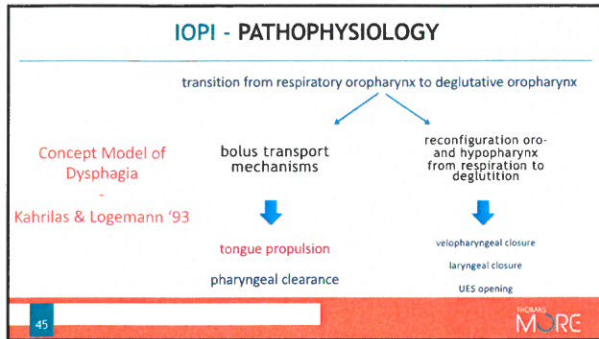 IOPI - PATHOPHYSIOLOGY
transition from respiratory oropharynx to deglutative oropharynx
Concept Model of
Dysphagia
-
Kahrilas & Logemann ‘93
bolus transport
mechanisms
tongue propulsion
pharyngeal clearance
reconfiguration oro-
and hypopharynx
from respiration to
deglutition
velopharyngeal closure
laryngeal closure
UES opening
45
THOMAS
MORE